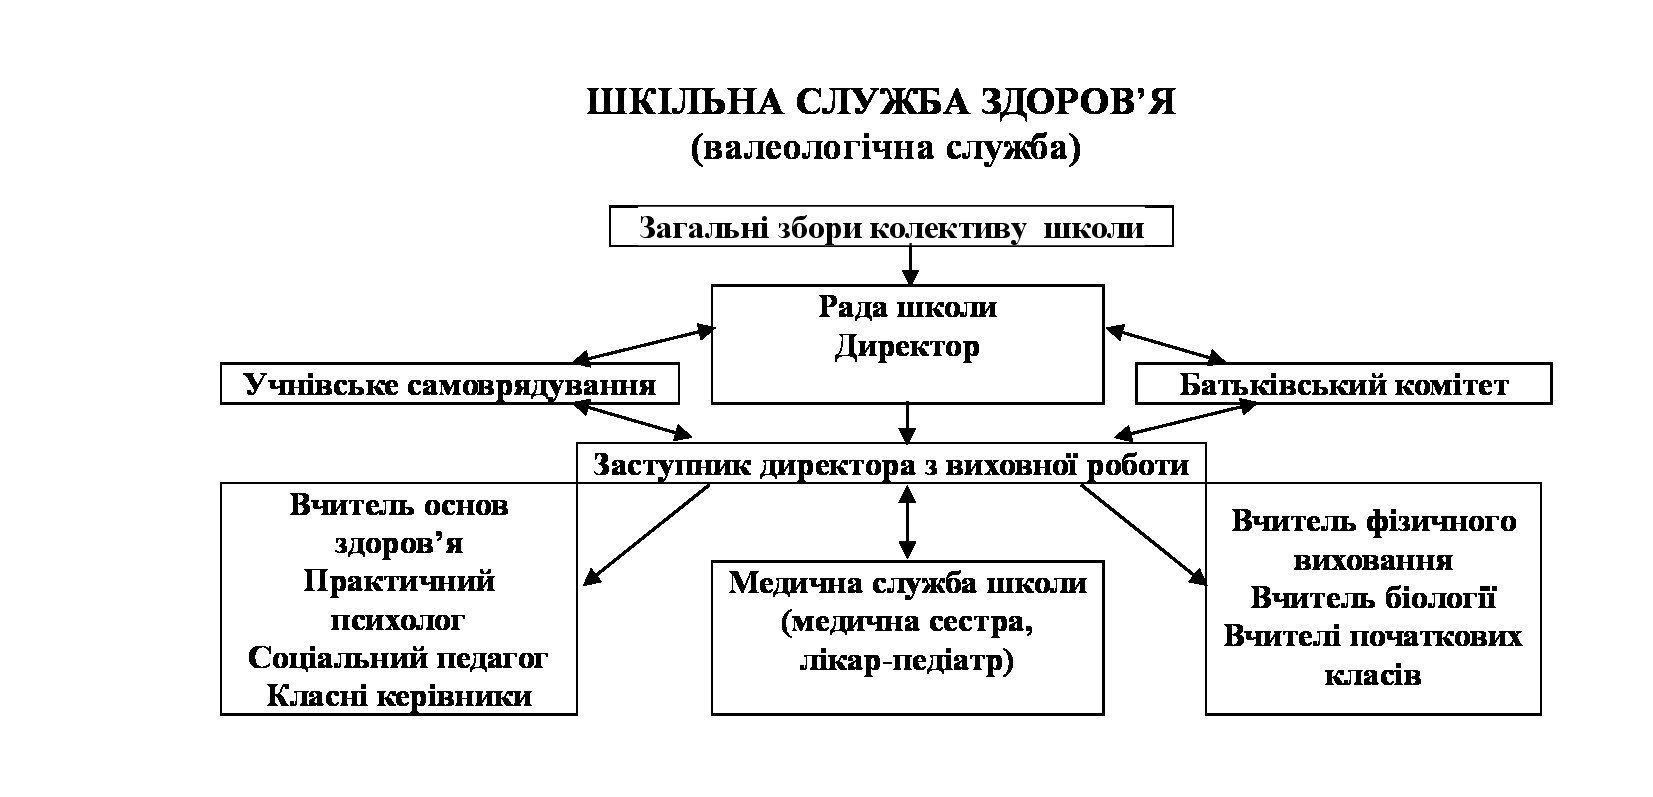 ШКІЛЬНА СЛУЖБА ЗДОРОВ’Я
(валеологічна служба)
Загальні збори колективу школи
Рада школи
Директор
Учнівське самоврядування
Батьківський комітет
Заступник директора з виховної роботи
Вчитель основ
здоров’я
Практичний
психолог
Соціальний педагог
Класні керівники
Медична служба школи
(медична сестра,
лікар-педіатр)
Вчитель фізичного
виховання
Вчитель біології
Вчителі початкових
класів